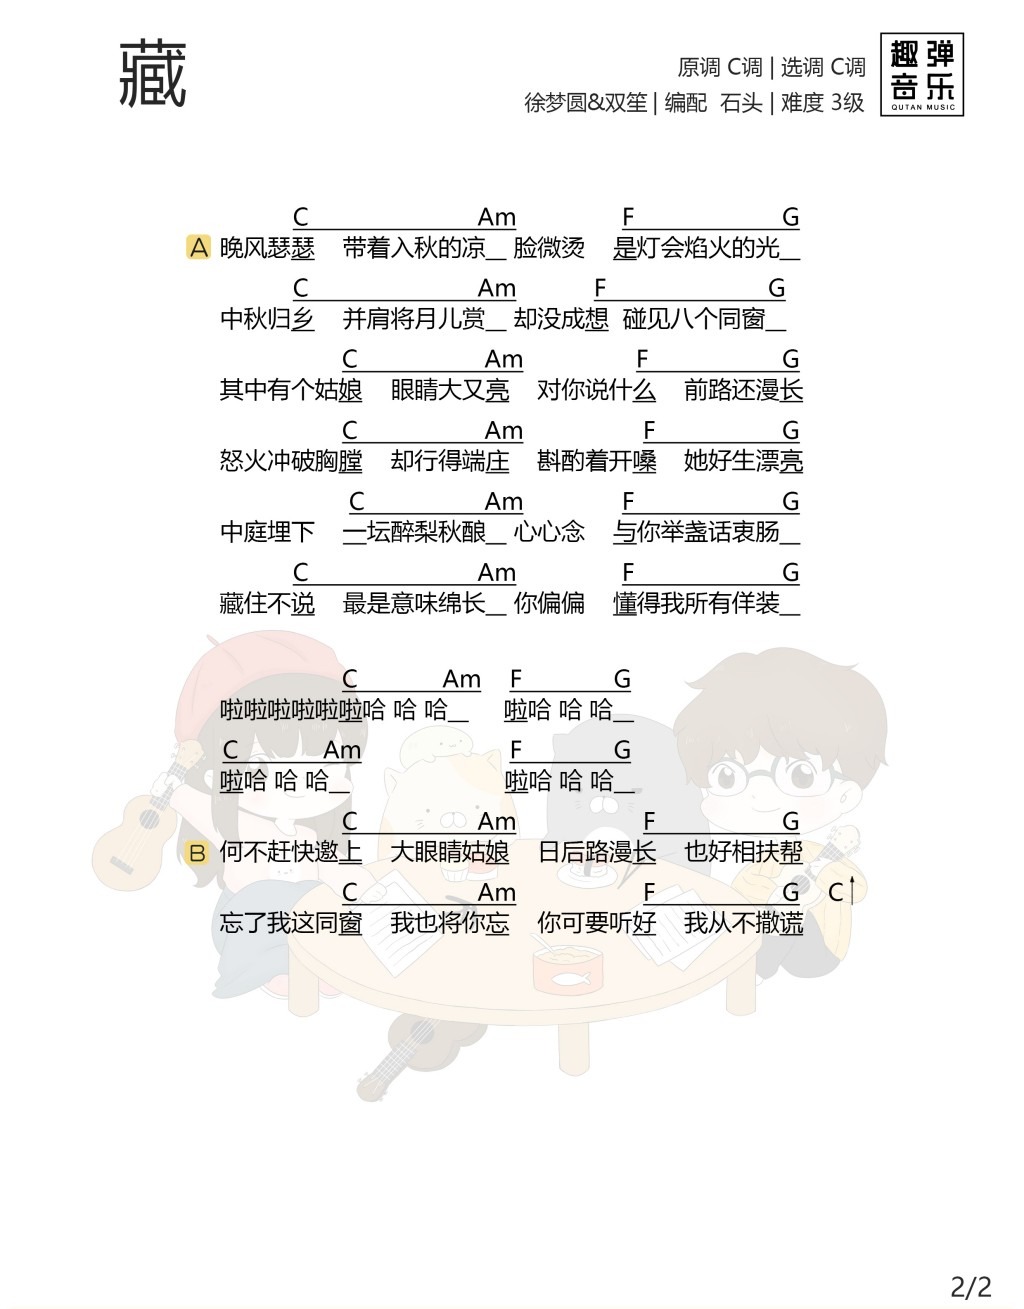 藏
原调 C调 | 选调 C调
徐梦圆&双笙 | 编配 石头 | 难度 3级
趣弹
音乐
QUTAN MUSIC
C Am F G
A 晚风瑟瑟 带着入秋的凉__ 脸微烫 是灯会焰火的光__
C Am F G
中秋归乡 并肩将月儿赏__ 却没成想 碰见八个同窗__
C Am F G
其中有个姑娘 眼睛大又亮 对你说什么 前路还漫长
C Am F G
怒火冲破胸膛 却行得端庄 斟酌着开嗓 她好生漂亮
C Am F G
中庭埋下 一坛醉梨秋酿__ 心心念 与你举盏话衷肠__
C Am F G
藏住不说 最是意味绵长__ 你偏偏 懂得我所有佯装__
C Am F G
啦啦啦啦啦啦哈 哈 哈__ 啦哈 哈 哈__
C Am F G
啦哈 哈 哈__ 啦哈 哈 哈__
C Am F G
B 何不赶快邀上 大眼睛姑娘 日后路漫长 也好相扶帮
C Am F G C↑
忘了我这同窗 我也将你忘 你可要听好 我从不撒谎
2/2